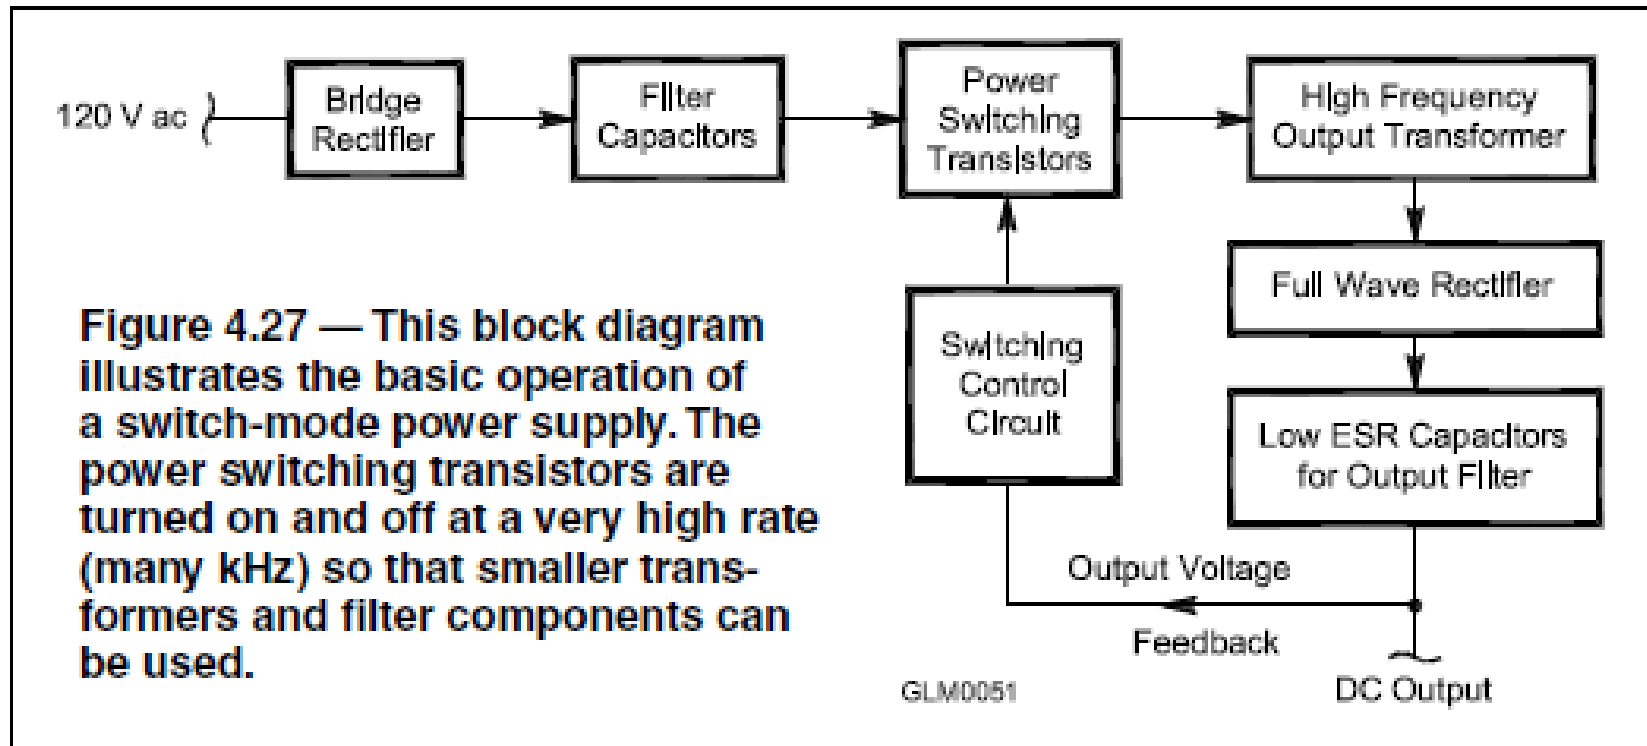 120 V ac
Bridge
Rectifier
Filter
Capacitors
Power
Switching
Transistors
High Frequency
Output Transformer
Full Wave Rectifier
Low ESR Capacitors
for Output Filter
Switching
Control
Circuit
Output Voltage
Feedback
DC Output
GLM0051
Figure 4.27 — This block diagram
illustrates the basic operation of
a switch-mode power supply. The
power switching transistors are
turned on and off at a very high rate
(many kHz) so that smaller trans-
formers and filter components can
be used.